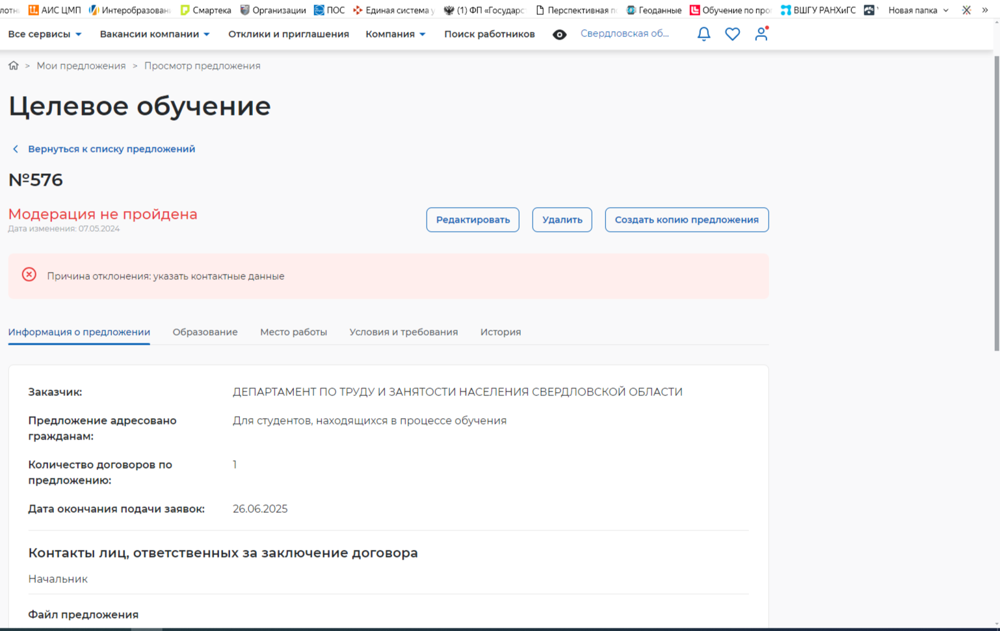 АИС ЦМП
Смартека
Организации
ПОС
Единая система
(1) ФП «Государс
Перспективная
Геоданные
Обучение по про
ВШГУ РАНХиГС
Новая папка
»
Все сервисы
Вакансии компании
Отклики и приглашения
Компания
Поиск работников
Свердловская об...
> Мои предложения > Просмотр предложения
Целевое обучение
Вернуться к списку предложений
№576
Модерация не пройдена
Дата изменения: 07.05.2024
Редактировать
Удалить
Создать копию предложения
Причина отклонения: указать контактные данные
Информация о предложении
Образование
Место работы
Условия и требования
История
Заказчик:
ДЕПАРТАМЕНТ ПО ТРУДУ И ЗАНЯТОСТИ НАСЕЛЕНИЯ СВЕРДЛОВСКОЙ ОБЛАСТИ
Предложение адресовано
гражданам:
Для студентов, находящихся в процессе обучения
Количество договоров по
предложению:
1
Дата окончания подачи заявок:
26.06.2025
Контакты лиц, ответственных за заключение договора
Начальник
Файл предложения